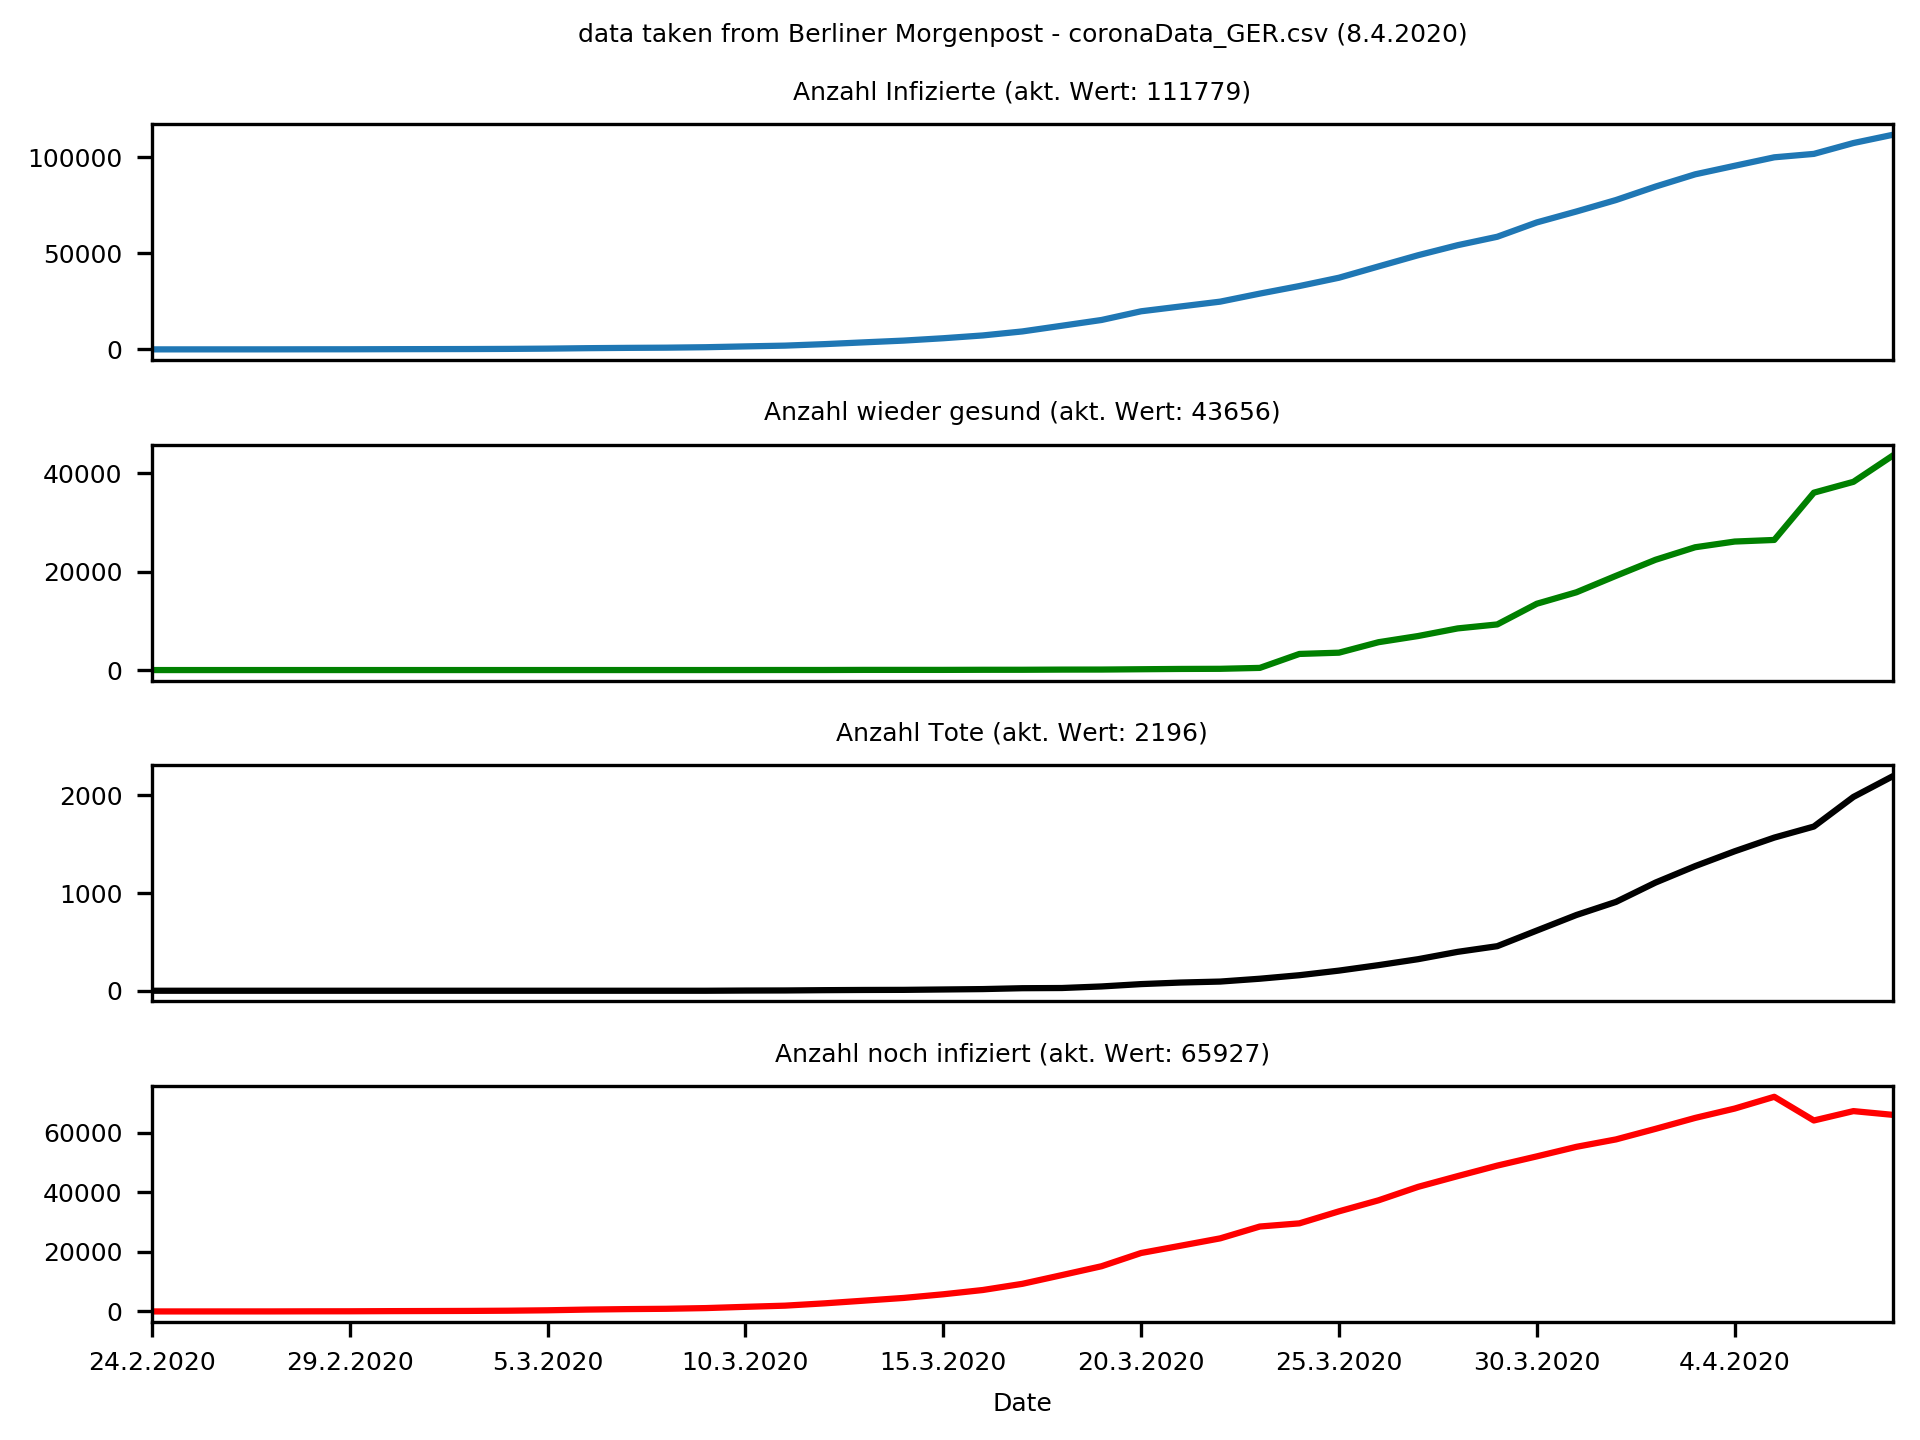 data taken from Berliner Morgenpost - coronaData_GER.csv (8.4.2020)
Anzahl Infizierte (akt. Wert: 111779)
100000
50000
0
Anzahl wieder gesund (akt. Wert: 43656)
40000
20000
0
Anzahl Tote (akt. Wert: 2196)
2000
1000
0
Anzahl noch infiziert (akt. Wert: 65927)
60000
40000
20000
0
24.2.2020 29.2.2020 5.3.2020 10.3.2020 15.3.2020 20.3.2020 25.3.2020 30.3.2020 4.4.2020
Date